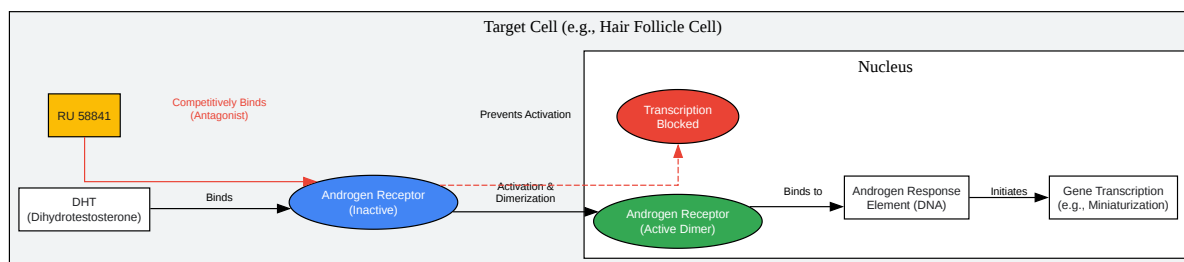 Target Cell (e.g., Hair Follicle Cell)
Nucleus
RU 58841
Competitively Binds
(Antagonist)
Prevents Activation
Transcription
Blocked
DHT
(Dihydrotestosterone)
Binds
Androgen Receptor
(Inactive)
Activation &
Dimerization
Androgen Receptor
(Active Dimer)
Binds to
Androgen Response
Element (DNA)
Initiates
Gene Transcription
(e.g., Miniaturization)